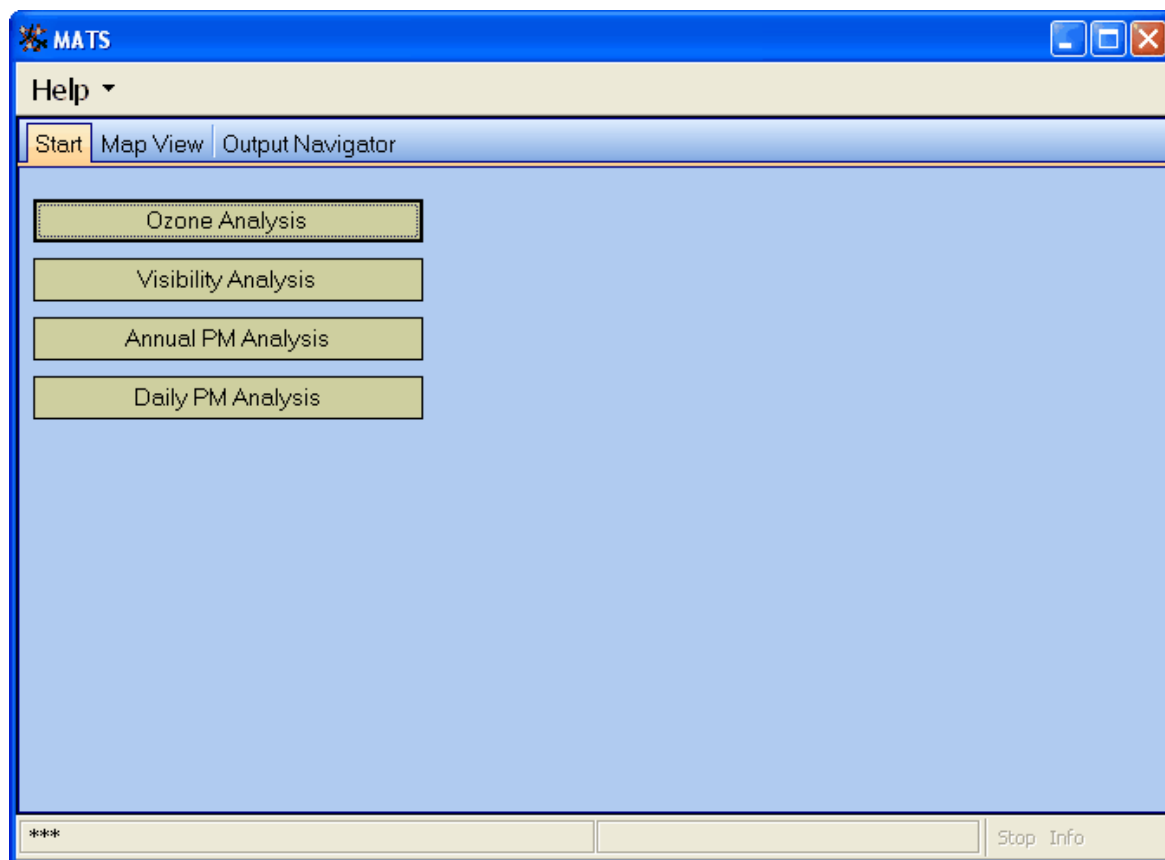 MATS
Help
Start Map View Output Navigator
Ozone Analysis
Visibility Analysis
Annual PM Analysis
Daily PM Analysis
*** Stop Info